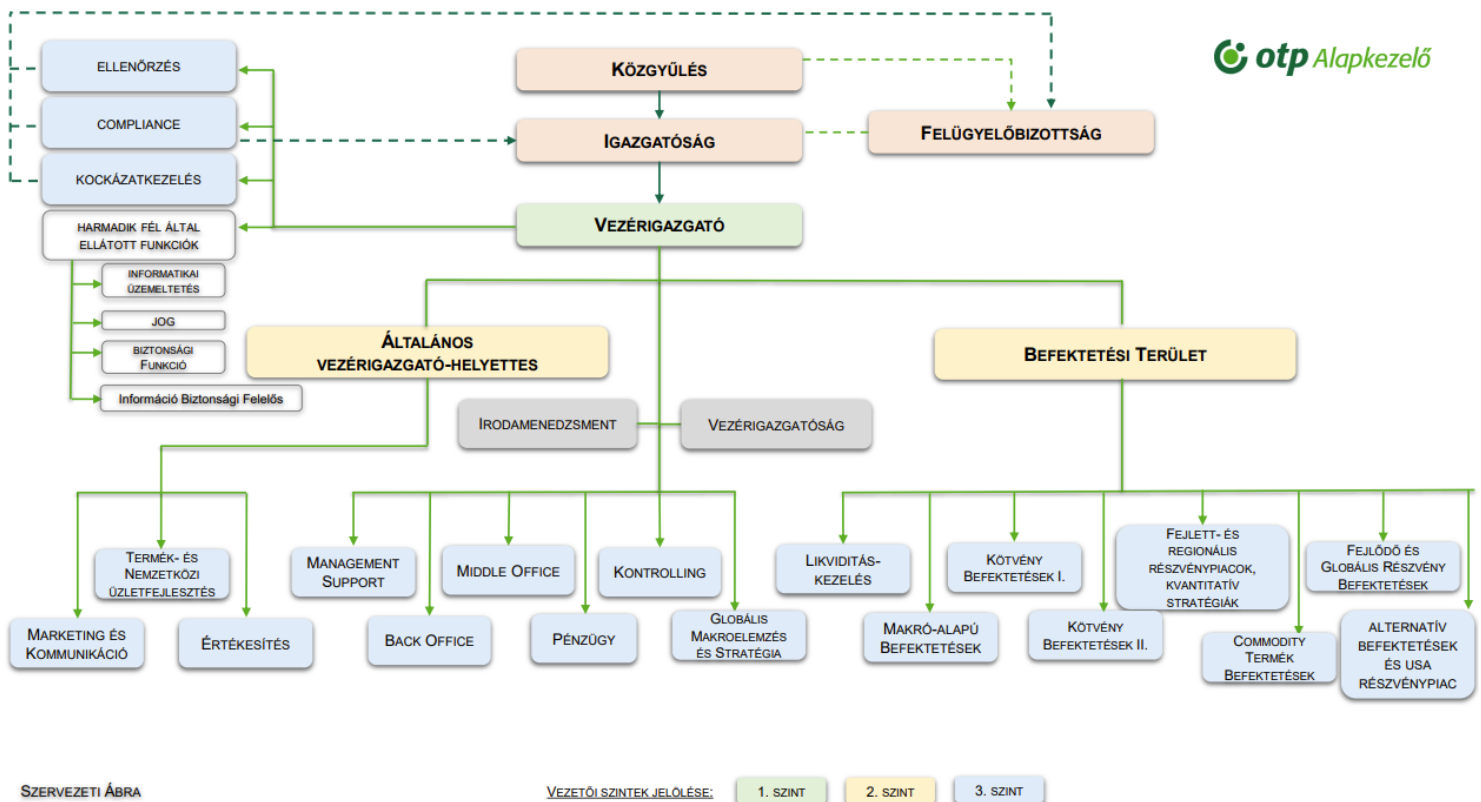 otp Alapkezelő
ELLENŐRZÉS
COMPLIANCE
KOCKÁZATKEZELÉS
HARMADIK FÉL ÁLTAL
ELLÁTOTT FUNKCIÓK
INFORMATIKAI
ÜZEMELTETÉS
JOG
BIZTONSÁGI
FUNKCIÓ
Információ Biztonsági Felelős
KÖZGYŰLÉS
IGAZGATÓSÁG
FELÜGYELŐBIZOTTSÁG
VEZÉRIGAZGATÓ
ÁLTALÁNOS
VEZÉRIGAZGATÓ-HELYETTES
BEFEKTETÉSI TERÜLET
IRODAMENEDZSMENT
VEZÉRIGAZGATÓSÁG
TERMÉK- ÉS
NEMZETKÖZI
ÜZLETFEJLESZTÉS
MARKETING ÉS
KOMMUNIKÁCIÓ
ÉRTÉKESÍTÉS
MANAGEMENT
SUPPORT
MIDDLE OFFICE
KONTROLLING
BACK OFFICE
PÉNZÜGY
GLOBÁLIS
MAKROELEMZÉS
ÉS STRATÉGIA
LIKVIDITÁS-
KEZELÉS
KÖTVÉNY
BEFEKTETÉSEK I.
FEJLETT- ÉS
REGIONÁLIS
RÉSZVÉNYPIACOK,
KVANTITATÍV
STRATÉGIÁK
FEJLŐDŐ ÉS
GLOBÁLIS RÉSZVÉNY
BEFEKTETÉSEK
MAKRÓ-ALAPÚ
BEFEKTETÉSEK
KÖTVÉNY
BEFEKTETÉSEK II.
COMMODITY
TERMÉK
BEFEKTETÉSEK
ALTERNATÍV
BEFEKTETÉSEK
ÉS USA
RÉSZVÉNYPIAC
SZERVEZETI ÁBRA
VEZETŐI SZINTEK JELÖLÉSE:
1. SZINT
2. SZINT
3. SZINT